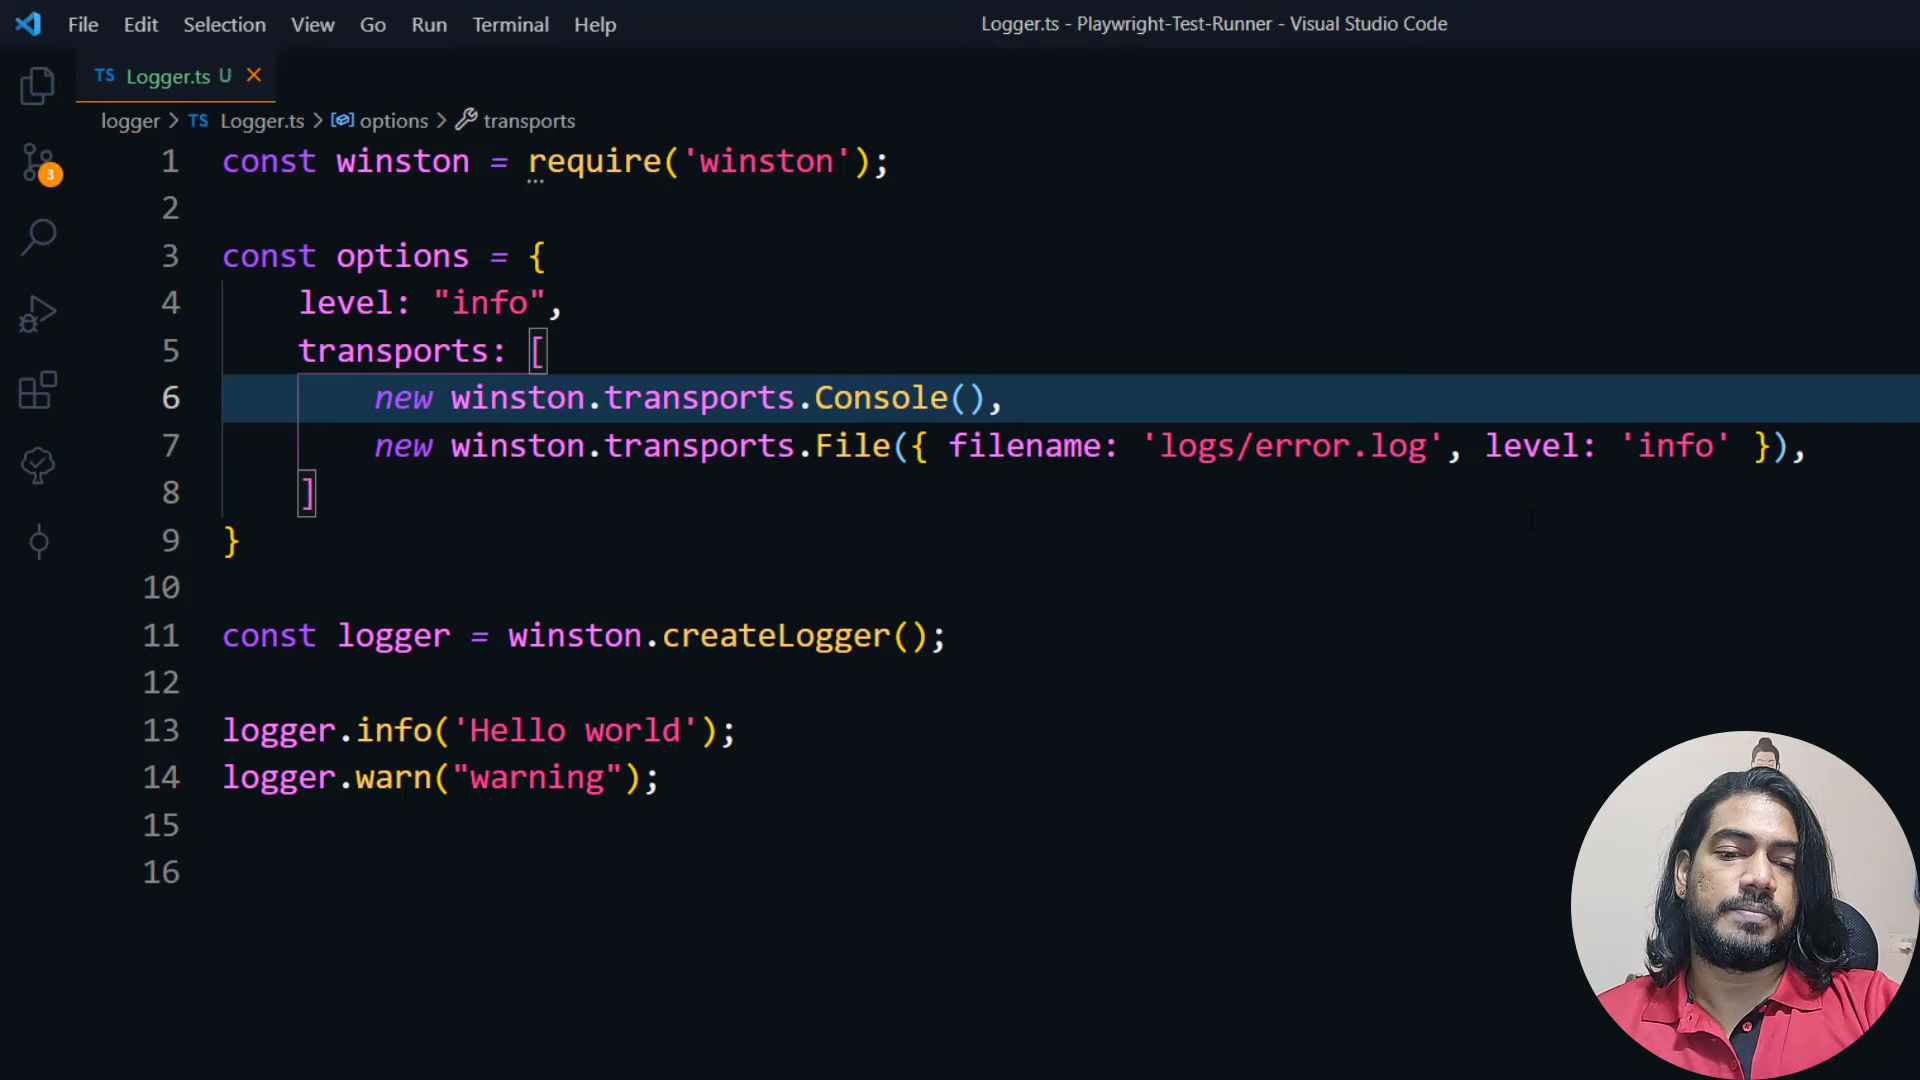 File Edit Selection View Go Run Terminal Help
Logger.ts - Playwright-Test-Runner - Visual Studio Code
TS Logger.ts U
3
logger > TS Logger.ts > options > transports
1 const winston = require('winston');
2
3 const options = {
4 level: "info",
5 transports: [
6 new winston.transports.Console(),
7 new winston.transports.File({ filename: 'logs/error.log', level: 'info' }),
8 ]
9 }
10
11 const logger = winston.createLogger();
12
13 logger.info('Hello world');
14 logger.warn("warning");
15
16